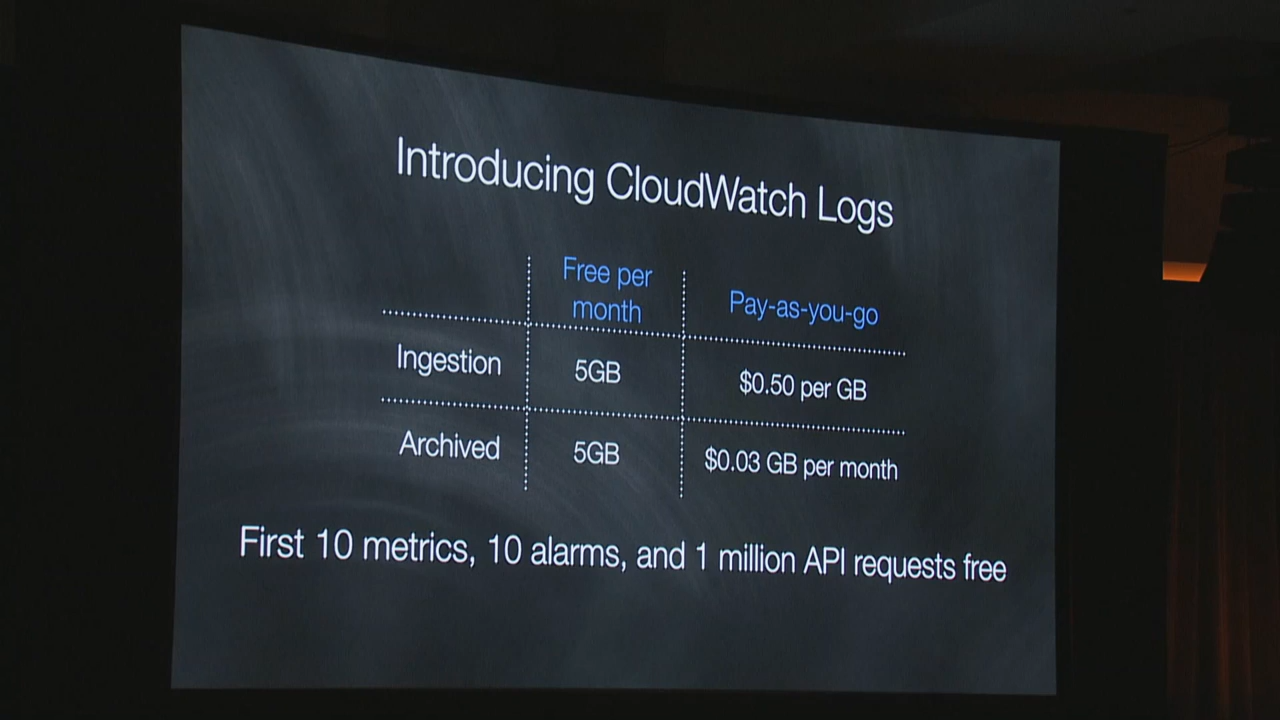 Introducing CloudWatch Logs
Free per
month
Pay-as-you-go
Ingestion 5GB $0.50 per GB
Archived 5GB $0.03 GB per month
First 10 metrics, 10 alarms, and 1 million API requests free